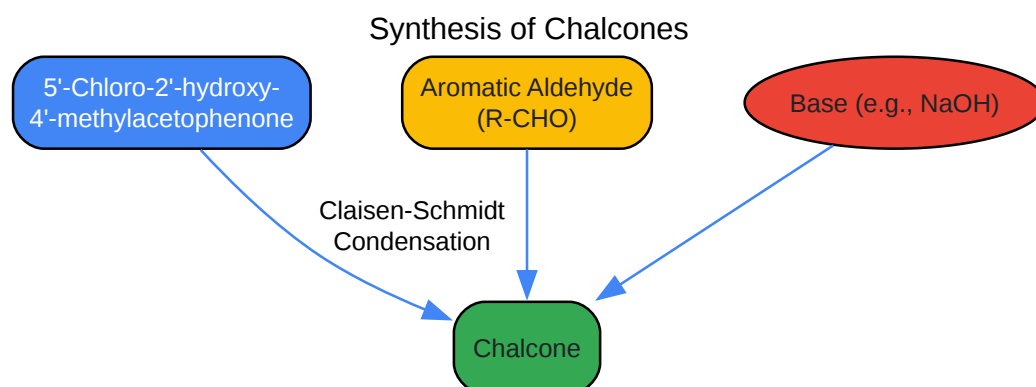 Synthesis of Chalcones
5'-Chloro-2'-hydroxy-
4'-methylacetophenone
Aromatic Aldehyde
(R-CHO)
Base (e.g., NaOH)
Claisen-Schmidt
Condensation
Chalcone